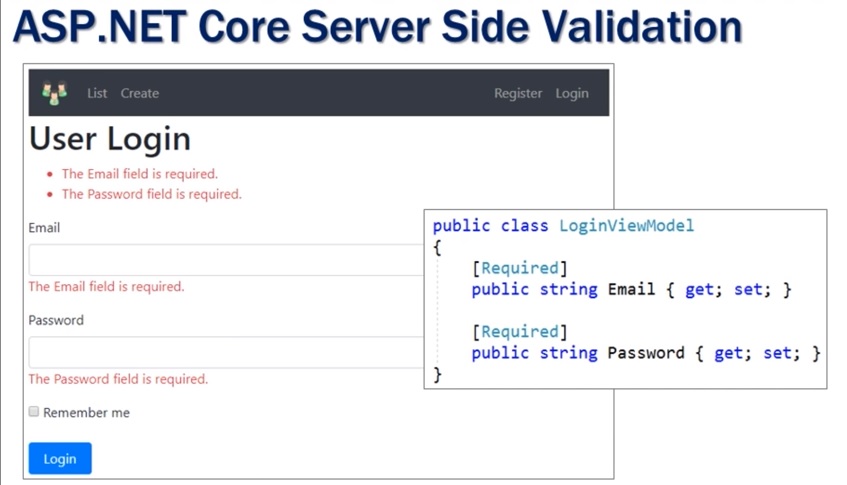 ASP.NET Core Server Side Validation
List Create Register Login
User Login
• The Email field is required.
• The Password field is required.
Email
The Email field is required.
Password
The Password field is required.
Remember me
Login
public class LoginViewModel
{
[Required]
public string Email { get; set; }
[Required]
public string Password { get; set; }
}